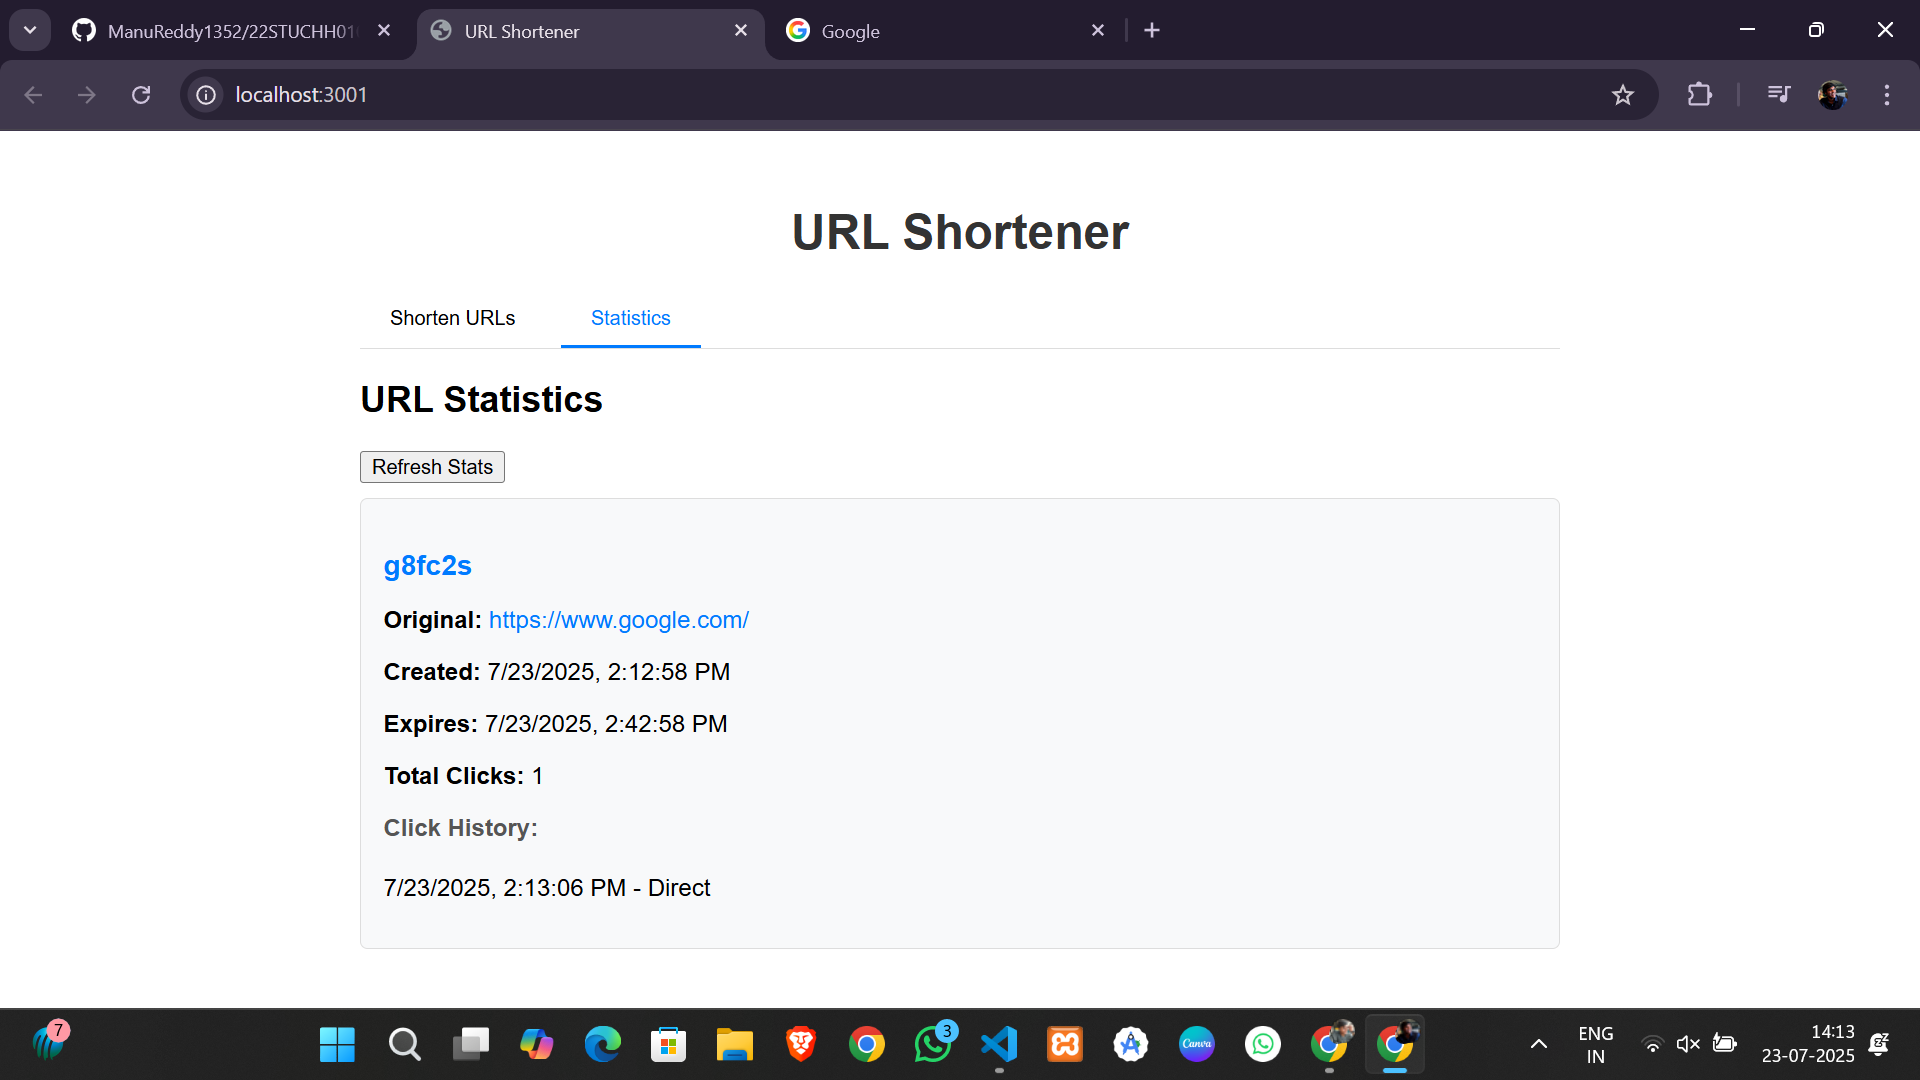 ManuReddy1352/22STUCHH01
URL Shortener
Google
localhost:3001
URL Shortener
Shorten URLs
Statistics
URL Statistics
Refresh Stats
g8fc2s
Original: https://www.google.com/
Created: 7/23/2025, 2:12:58 PM
Expires: 7/23/2025, 2:42:58 PM
Total Clicks: 1
Click History:
7/23/2025, 2:13:06 PM - Direct
7
3
Canva
ENG
IN
14:13
23-07-2025